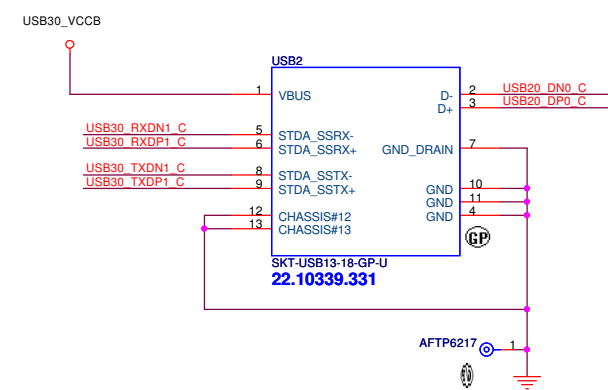 USB30_VCCB
USB2
1 VBUS D- 2 USB20_DN0_C
D+ 3 USB20_DP0_C
USB30_RXDN1_C 5 STDA_SSRX-
USB30_RXDP1_C 6 STDA_SSRX+ GND_DRAIN 7
USB30_TXDN1_C 8 STDA_SSTX-
USB30_TXDP1_C 9 STDA_SSTX+ GND 10
GND 11
12 CHASSIS#12 GND 4
13 CHASSIS#13
GP
SKT-USB13-18-GP-U
22.10339.331
AFTP6217 1